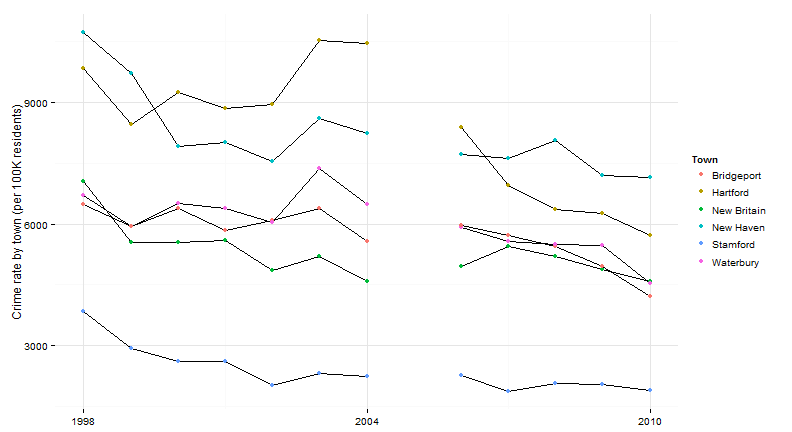 Crime rate by town (per 100K residents)
9000
6000
3000
1998
2004
2010
Town
Bridgeport
Hartford
New Britain
New Haven
Stamford
Waterbury